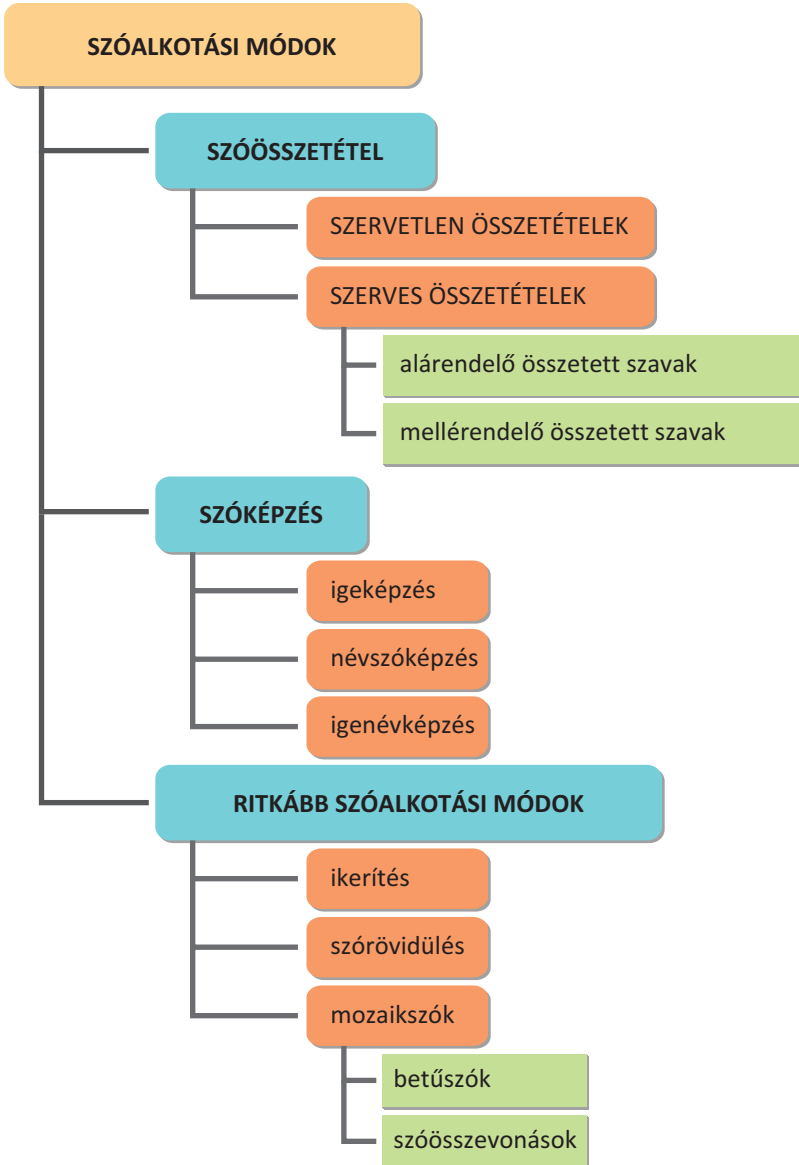 SZÓALKOTÁSI MÓDOK
SZÓÖSSZETÉTEL
SZERVETLEN ÖSSZETÉTELEK
SZERVES ÖSSZETÉTELEK
alárendelő összetett szavak
mellérendelő összetett szavak
SZÓKÉPZÉS
igeképzés
névszóképzés
igenévképzés
RITKÁBB SZÓALKOTÁSI MÓDOK
ikerítés
szórövidülés
mozaikszók
betűszók
szóösszevonások